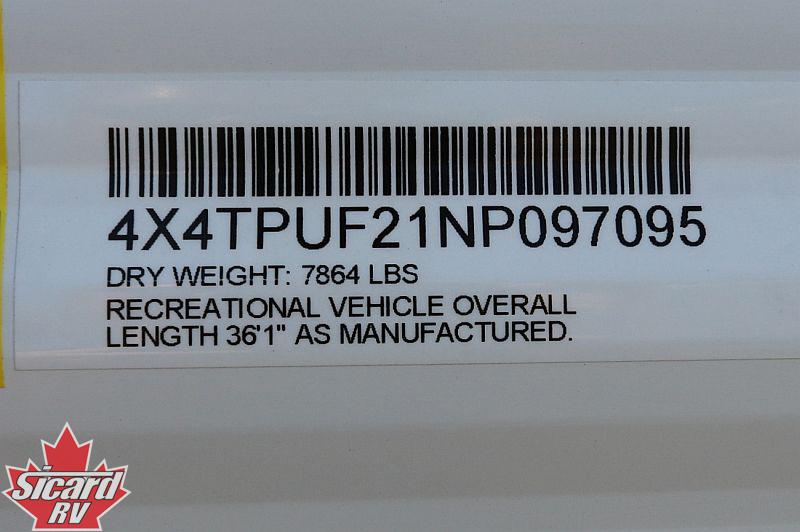 4X4TPUF21NP097095
DRY WEIGHT: 7864 LBS
RECREATIONAL VEHICLE OVERALL
LENGTH 36'1" AS MANUFACTURED.
Sicard
RV